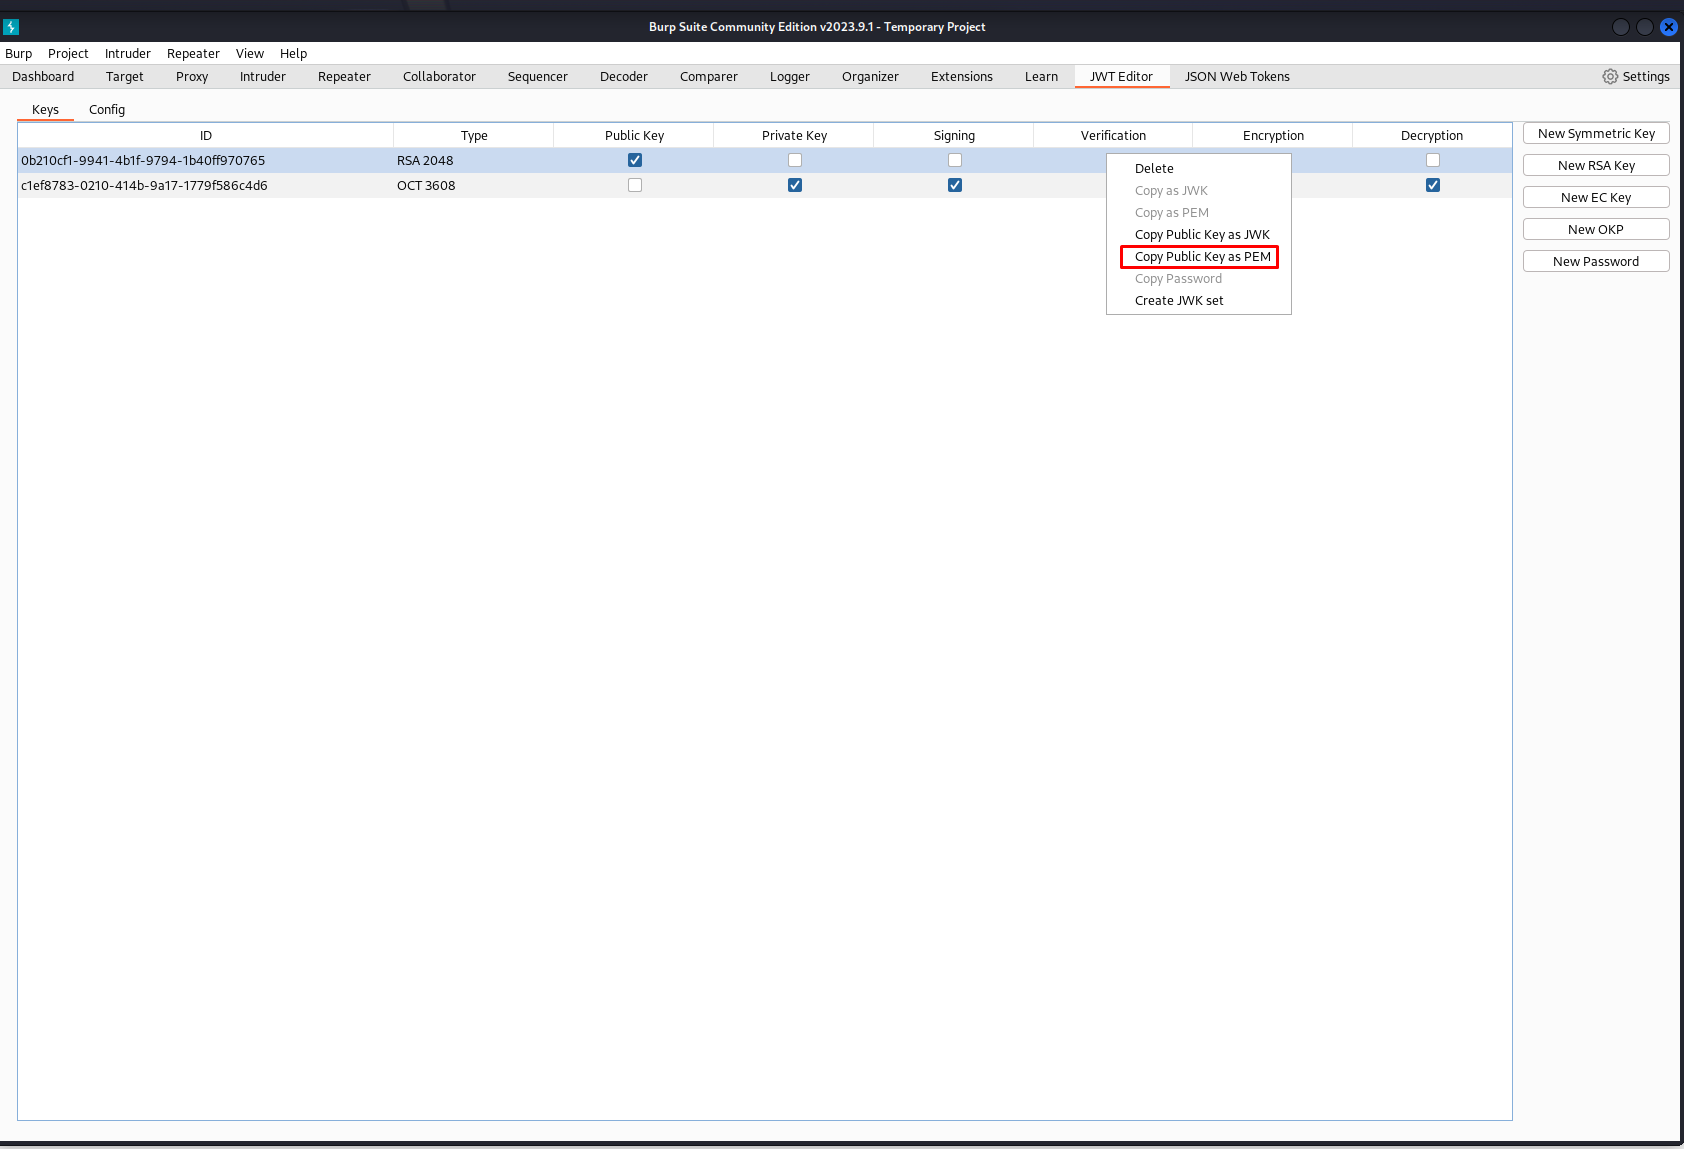 Burp Suite Community Edition v2023.9.1 - Temporary Project
Burp Project Intruder Repeater View Help
Dashboard Target Proxy Intruder Repeater Collaborator Sequencer Decoder Comparer Logger Organizer Extensions Learn JWT Editor JSON Web Tokens Settings
Keys Config
ID Type Public Key Private Key Signing Verification Encryption Decryption
0b210cf1-9941-4b1f-9794-1b40ff970765 RSA 2048
c1ef8783-0210-414b-9a17-1779f586c4d6 OCT 3608
Delete
Copy as JWK
Copy as PEM
Copy Public Key as JWK
Copy Public Key as PEM
Copy Password
Create JWK set
New Symmetric Key
New RSA Key
New EC Key
New OKP
New Password